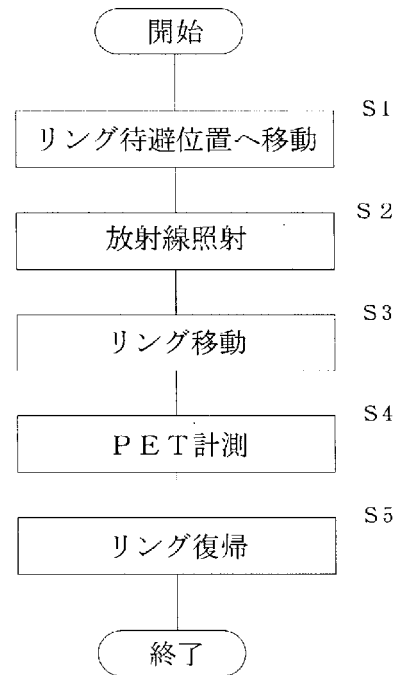 開始
S1
リング待避位置へ移動
S2
放射線照射
S3
リング移動
S4
PET計測
S5
リング復帰
終了